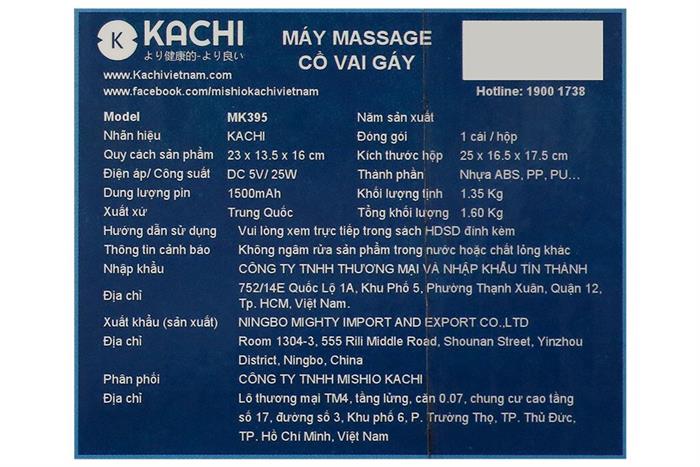 K KACHI
より健康的-より良い
www.Kachivietnam.com
www.facebook.com/mishiokachivietnam
MÁY MASSAGE
CỔ VAI GÁY
Hotline: 1900 1738
Model MK395 Năm sản xuất
Nhãn hiệu KACHI Đóng gói 1 cái / hộp
Quy cách sản phẩm 23 x 13.5 x 16 cm Kích thước hộp 25 x 16.5 x 17.5 cm
Điện áp/ Công suất DC 5V/ 25W Thành phần Nhựa ABS, PP, PU...
Dung lượng pin 1500mAh Khối lượng tịnh 1.35 Kg
Xuất xứ Trung Quốc Tổng khối lượng 1.60 Kg
Hướng dẫn sử dụng Vui lòng xem trực tiếp trong sách HDSD đính kèm
Thông tin cảnh báo Không ngâm rửa sản phẩm trong nước hoặc chất lỏng khác
Nhập khẩu CÔNG TY TNHH THƯƠNG MẠI VÀ NHẬP KHẨU TÍN THÀNH
Địa chỉ 752/14E Quốc Lộ 1A, Khu Phố 5, Phường Thạnh Xuân, Quận 12,
Tp. HCM, Việt Nam.
Xuất khẩu (sản xuất) NINGBO MIGHTY IMPORT AND EXPORT CO.,LTD
Địa chỉ Room 1304-3, 555 Rili Middle Road, Shounan Street, Yinzhou
District, Ningbo, China
Phân phối CÔNG TY TNHH MISHIO KACHI
Địa chỉ Lô thương mại TM4, tầng lửng, căn 0.07, chung cư cao tầng
số 17, đường số 3, Khu phố 6, P. Trường Thọ, TP. Thủ Đức,
TP. Hồ Chí Minh, Việt Nam